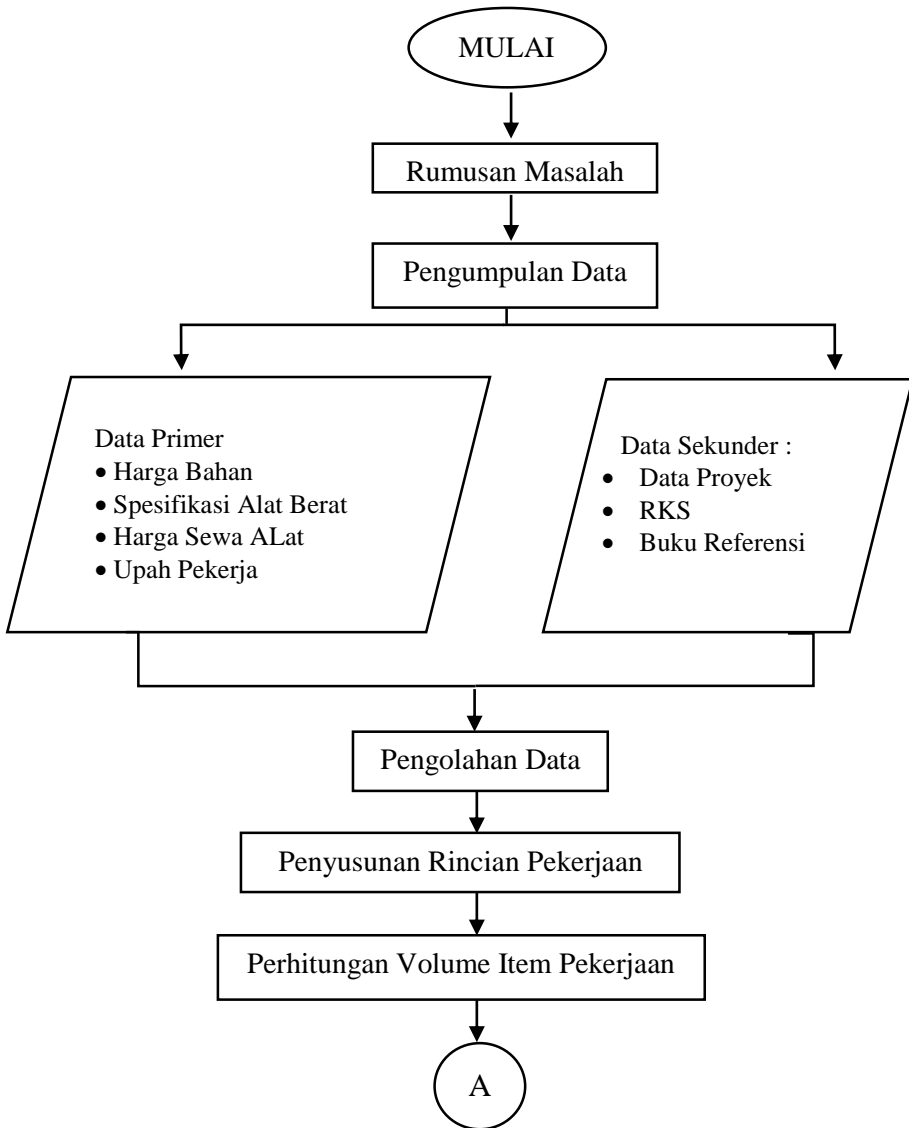 MULAI
Rumusan Masalah
Pengumpulan Data
Data Primer
• Harga Bahan
• Spesifikasi Alat Berat
• Harga Sewa ALat
• Upah Pekerja
Data Sekunder :
• Data Proyek
• RKS
• Buku Referensi
Pengolahan Data
Penyusunan Rincian Pekerjaan
Perhitungan Volume Item Pekerjaan
A